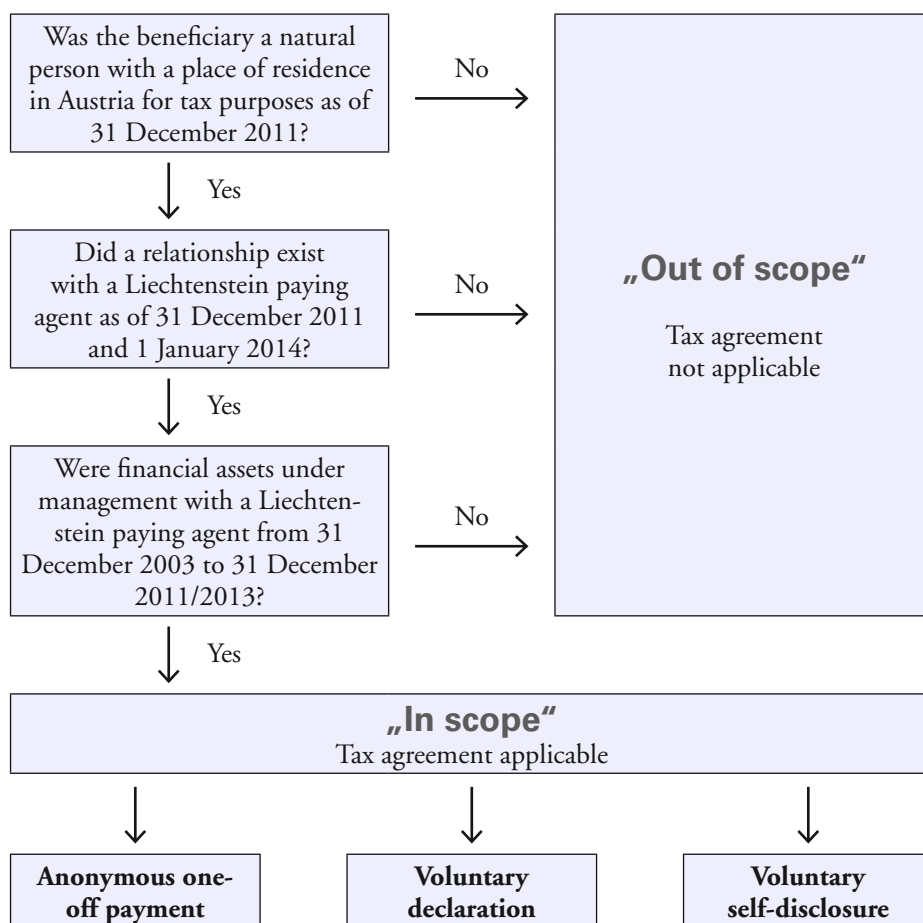 Was the beneficiary a natural
person with a place of residence
in Austria for tax purposes as of
31 December 2011?
No
Yes
Did a relationship exist
with a Liechtenstein paying
agent as of 31 December 2011
and 1 January 2014?
No
„Out of scope“
Tax agreement
not applicable
Yes
Were financial assets under
management with a Liechten-
stein paying agent from 31
December 2003 to 31 December
2011/2013?
No
Yes
„In scope“
Tax agreement applicable
Anonymous one-
off payment
Voluntary
declaration
Voluntary
self-disclosure